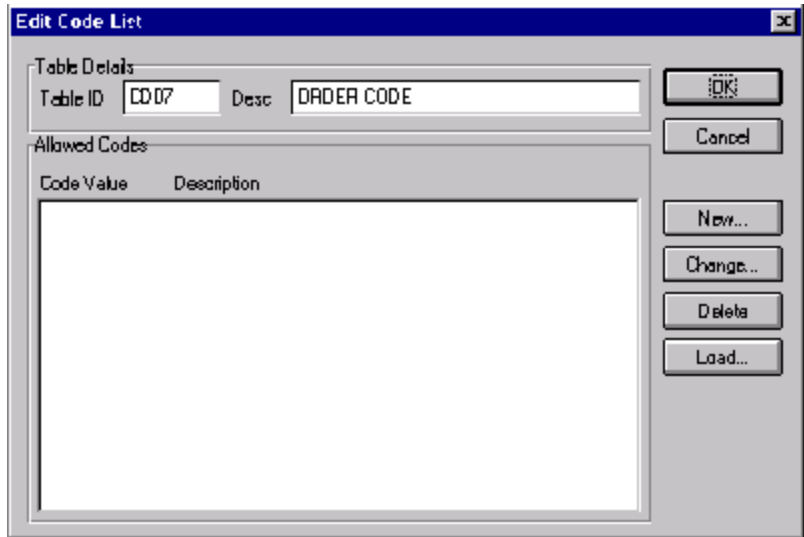 Edit Code List
Table Details
Table ID CD07 Desc ORDER CODE
OK
Cancel
Allowed Codes
Code Value Description
New...
Change...
Delete
Load...